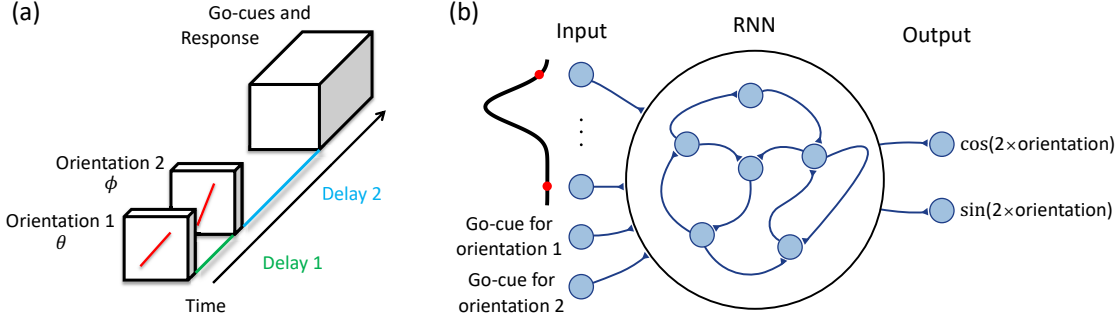 (a)
Go-cues and
Response
Orientation 2
ϕ
Orientation 1
θ
Delay 2
Delay 1
Time
(b)
Input
RNN
Output
cos(2×orientation)
sin(2×orientation)
Go-cue for
orientation 1
Go-cue for
orientation 2